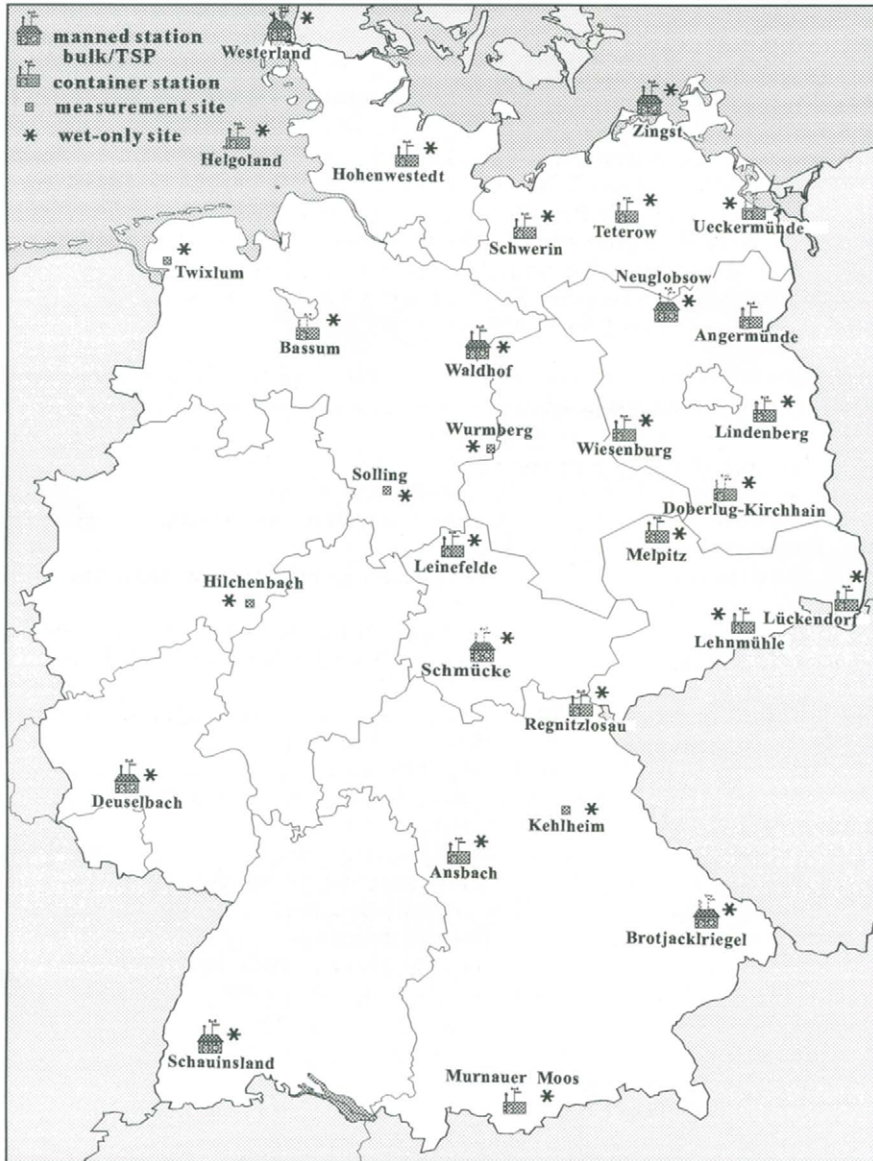 manned station
bulk/TSP
container station
measurement site
wet-only site
Westerland
Zingst
Helgoland
Hohenwestedt
Schwerin
Teterow
Ueckermünde
Twixlum
Neuglobsow
Bassum
Angermünde
Waldhof
Wurmberg
Wiesenburg
Lindenberg
Solling
Doberlug-Kirchhain
Leinefelde
Melpitz
Hilchenbach
Lückendorf
Lehnmühle
Schmücke
Regnitzlosau
Deuselbach
Kehlheim
Ansbach
Brotjacklriegel
Schauinsland
Murnauer Moos